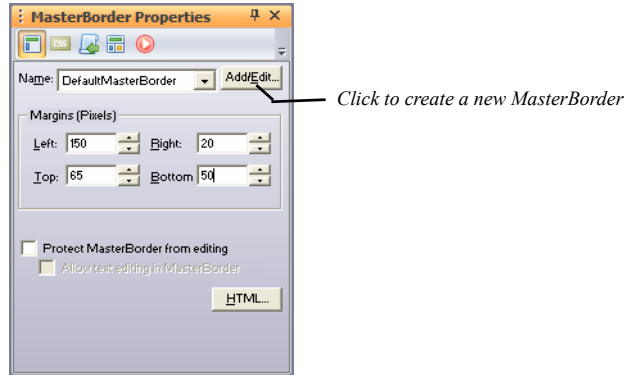 MasterBorder Properties
CSS
Name: DefaultMasterBorder Add/Edit...
Click to create a new MasterBorder
Margins (Pixels)
Left: 150 Right: 20
Top: 65 Bottom 50
Protect MasterBorder from editing
Allow text editing in MasterBorder
HTML...